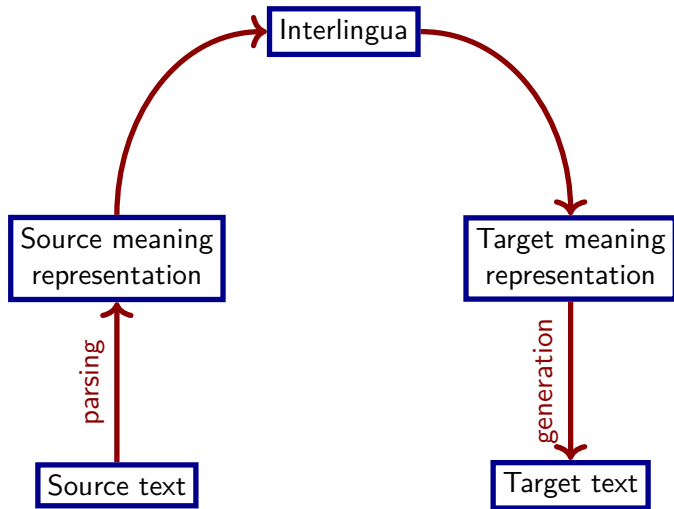 Interlingua
Source meaning
representation
Target meaning
representation
parsing
generation
Source text
Target text